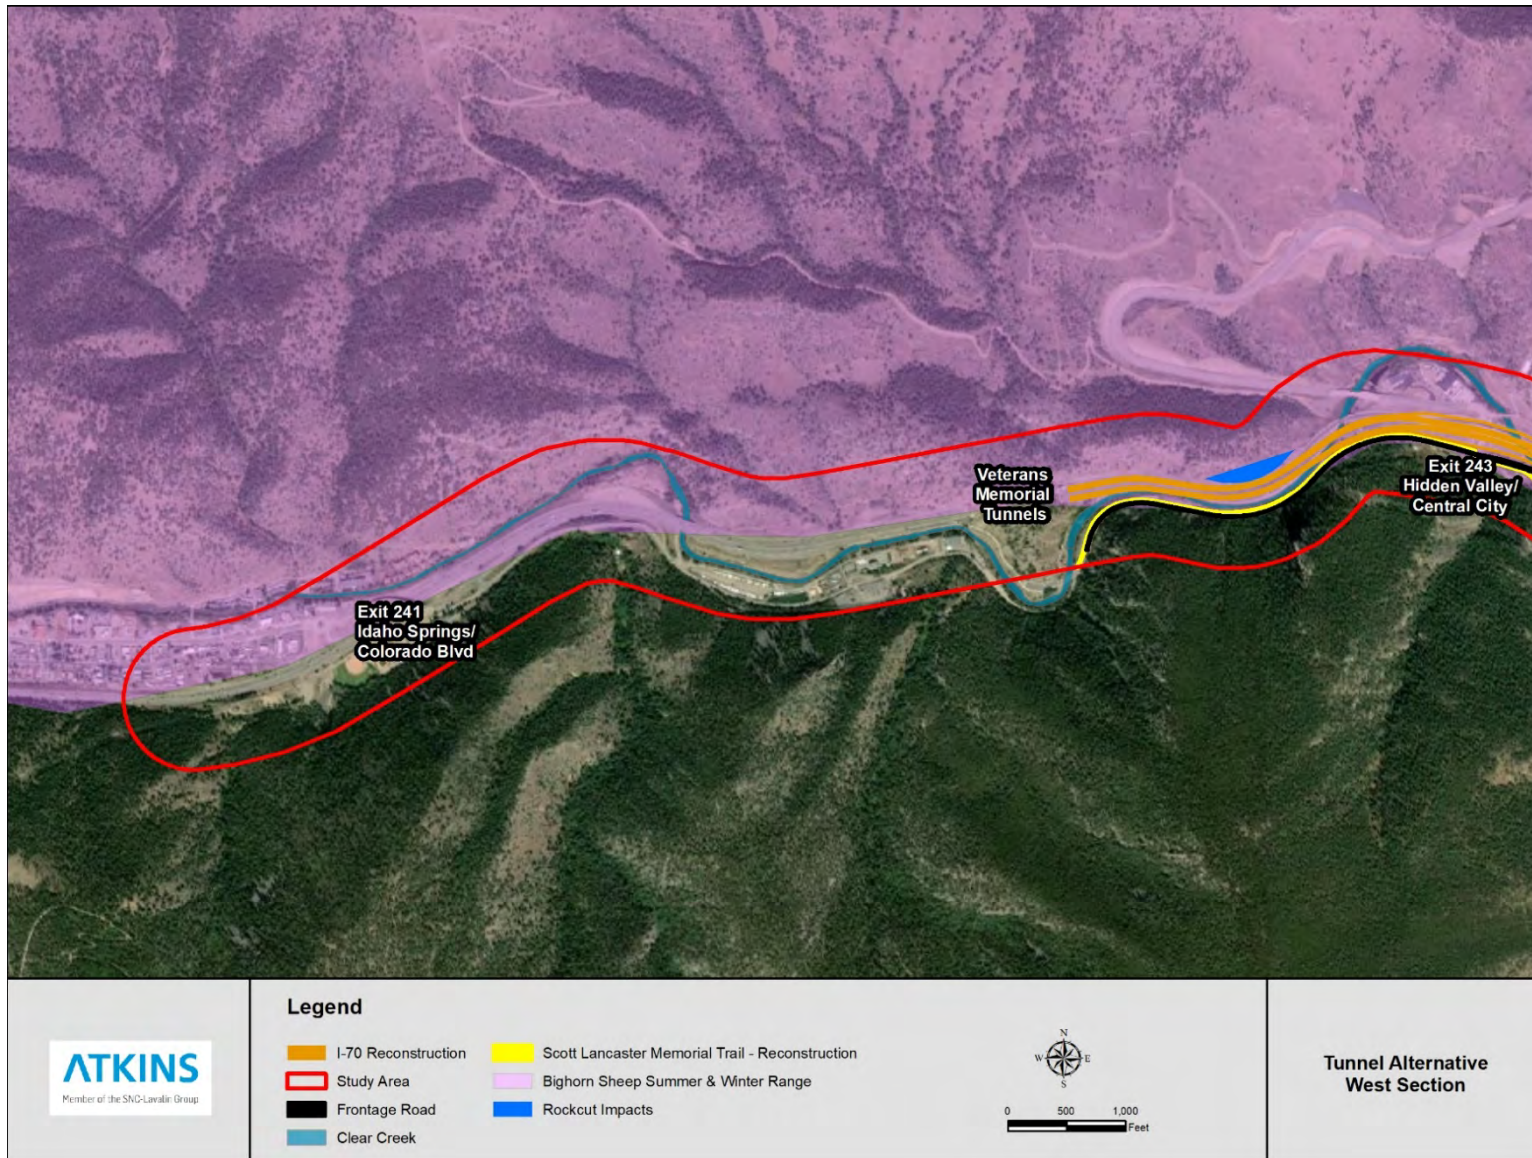 Veterans
Memorial
Tunnels
Exit 243
Hidden Valley/
Central City
Exit 241
Idaho Springs/
Colorado Blvd
ATKINS
Member of the SNC-Lavalin Group
Legend
I-70 Reconstruction
Study Area
Frontage Road
Clear Creek
Scott Lancaster Memorial Trail - Reconstruction
Bighorn Sheep Summer & Winter Range
Rockcut Impacts
N
W E
S
0 500 1,000
Feet
Tunnel Alternative
West Section